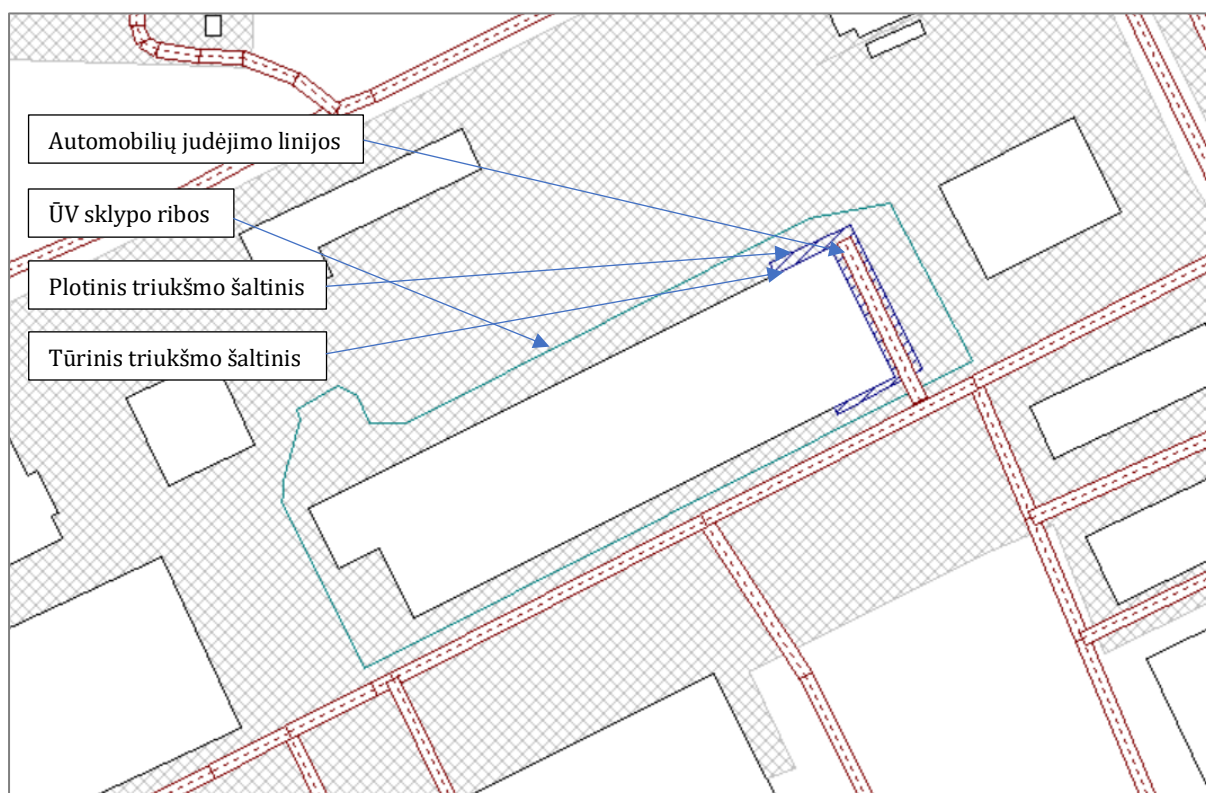 Automobilių judėjimo linijos
ŪV sklypo ribos
Plotinis triukšmo šaltinis
Tūrinis triukšmo šaltinis